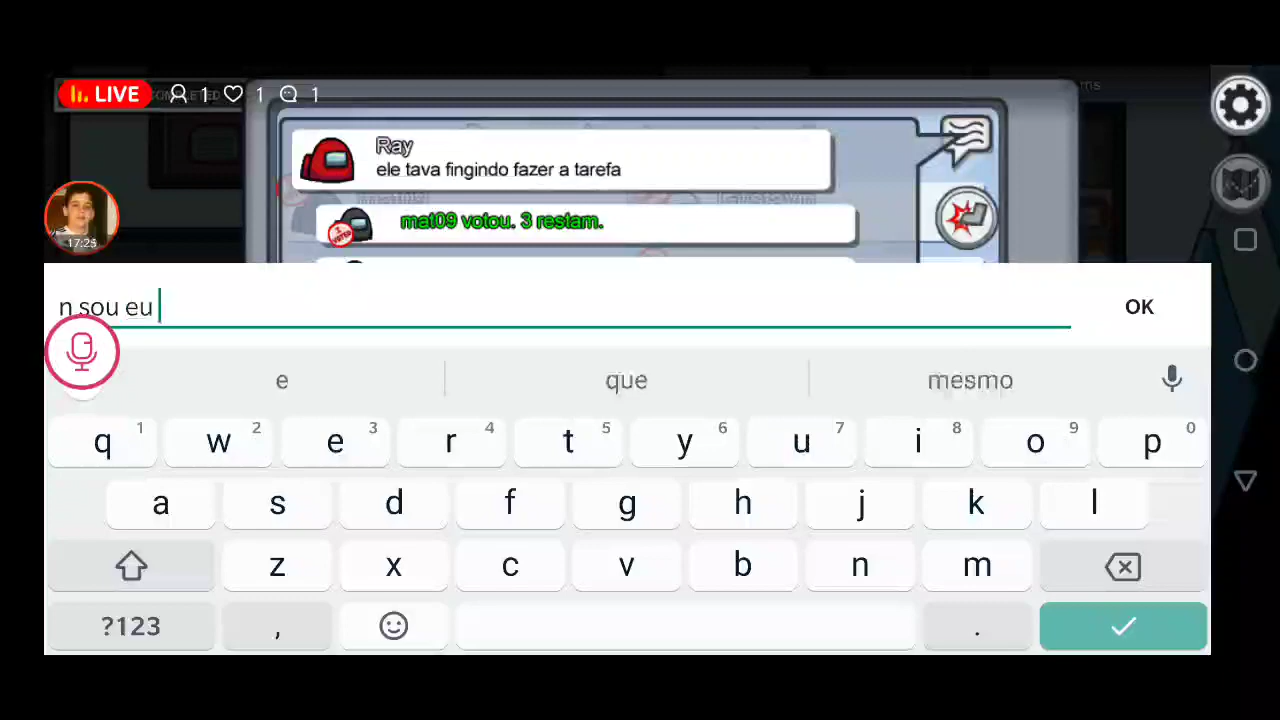 LIVE 1 1 1
Ray
ele tava fingindo fazer a tarefa
mat09 votou. 3 restam.
17:25
n sou eu
OK
e que mesmo
q 1 w 2 e 3 r 4 t 5 y 6 u 7 i 8 o 9 p 0
a s d f g h j k l
z x c v b n m
?123 , .